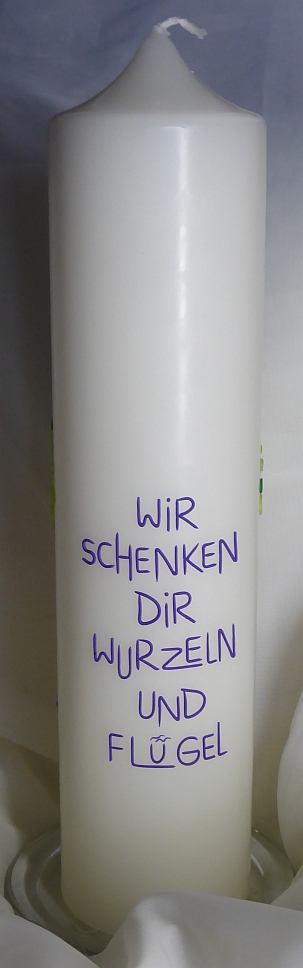 WiR
SCHENKEN
DiR
WURZELN
UND
FLÜGEL